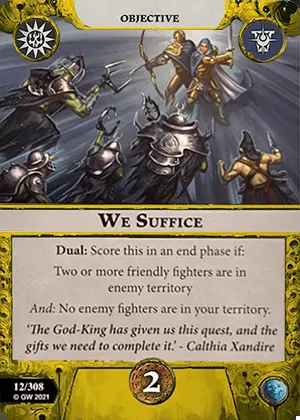 OBJECTIVE
WE SUFFICE
Dual: Score this in an end phase if:
Two or more friendly fighters are in
enemy territory
And: No enemy fighters are in your territory.
'The God-King has given us this quest, and the
gifts we need to complete it.' - Calthia Xandire
12/308
© GW 2021
2